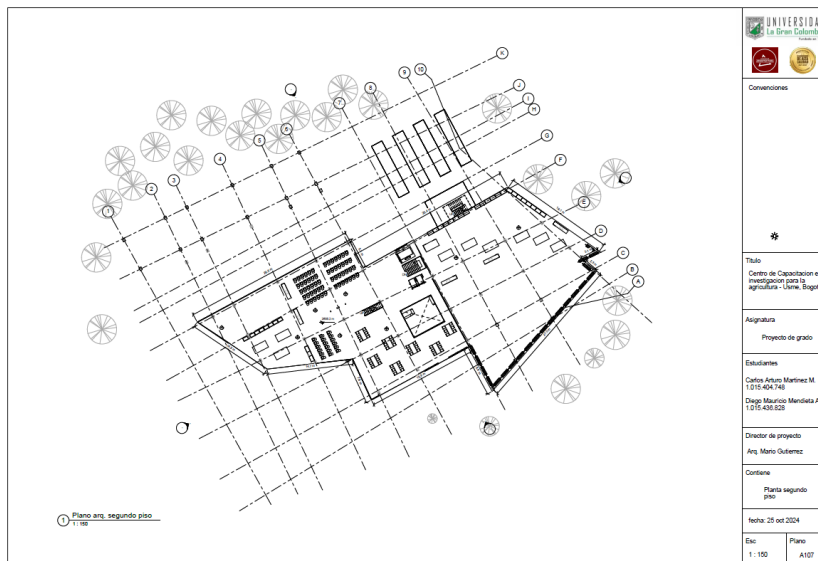 UNIVERSIDA
La Gran Colomb
Convenciones
Titulo
Centro de Capacitacion e
investigacion para la
agricultura - Usme, Bogot
Asignatura
Proyecto de grado
Estudiantes
Carlos Arturo Martinez M.
1.015.404.748
Diego Mauricio Mendieta A
1.015.436.828
Director de proyecto
Arq. Mario Gutierrez
Contiene
Planta segundo
piso
fecha: 25 oct 2024
Esc
Plano
1 : 150
A107
1
2
3
4
5
6
7
8
9
10
K
J
I
H
G
F
E
D
C
B
A
1
Plano arq. segundo piso
1 : 150